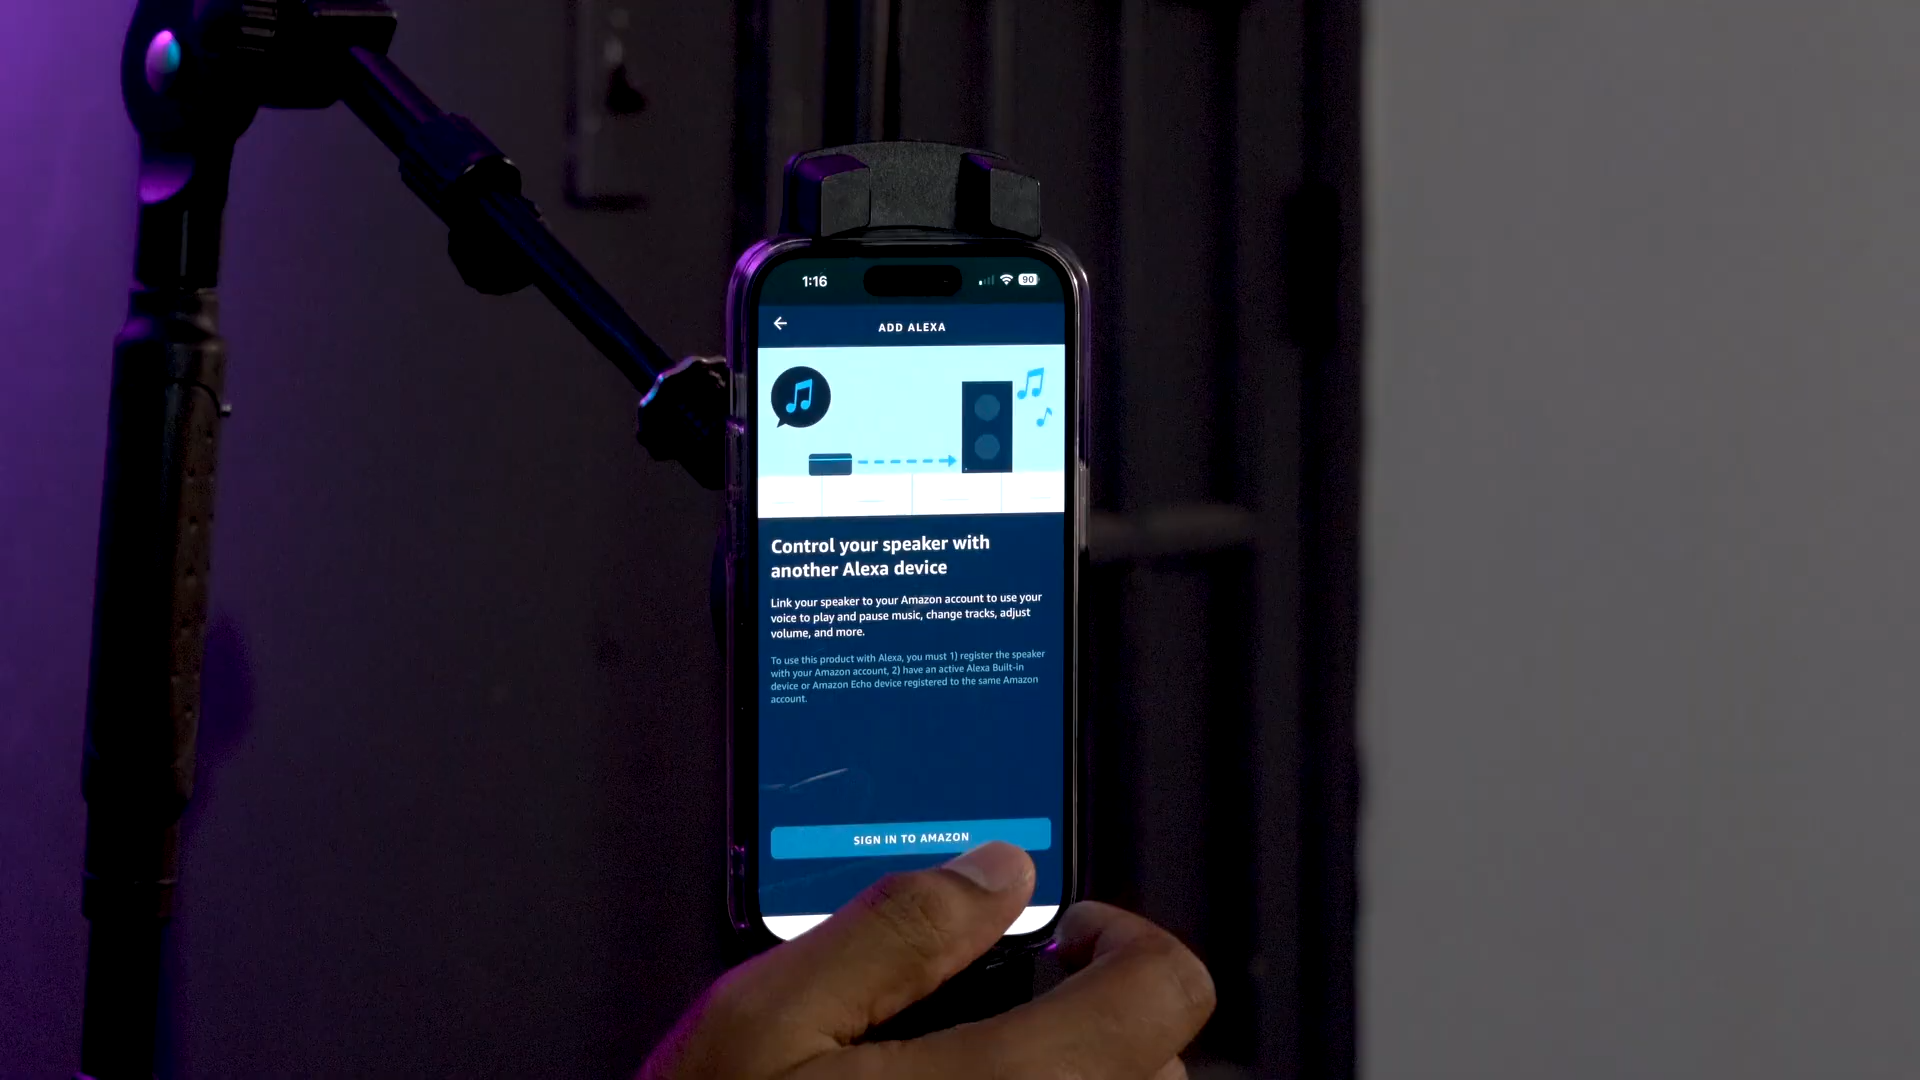 1:16
90
ADD ALEXA
Control your speaker with
another Alexa device
Link your speaker to your Amazon account to use your
voice to play and pause music, change tracks, adjust
volume, and more.
To use this product with Alexa, you must 1) register the speaker
with your Amazon account, 2) have an active Alexa Built-in
device or Amazon Echo device registered to the same Amazon
account.
SIGN IN TO AMAZON